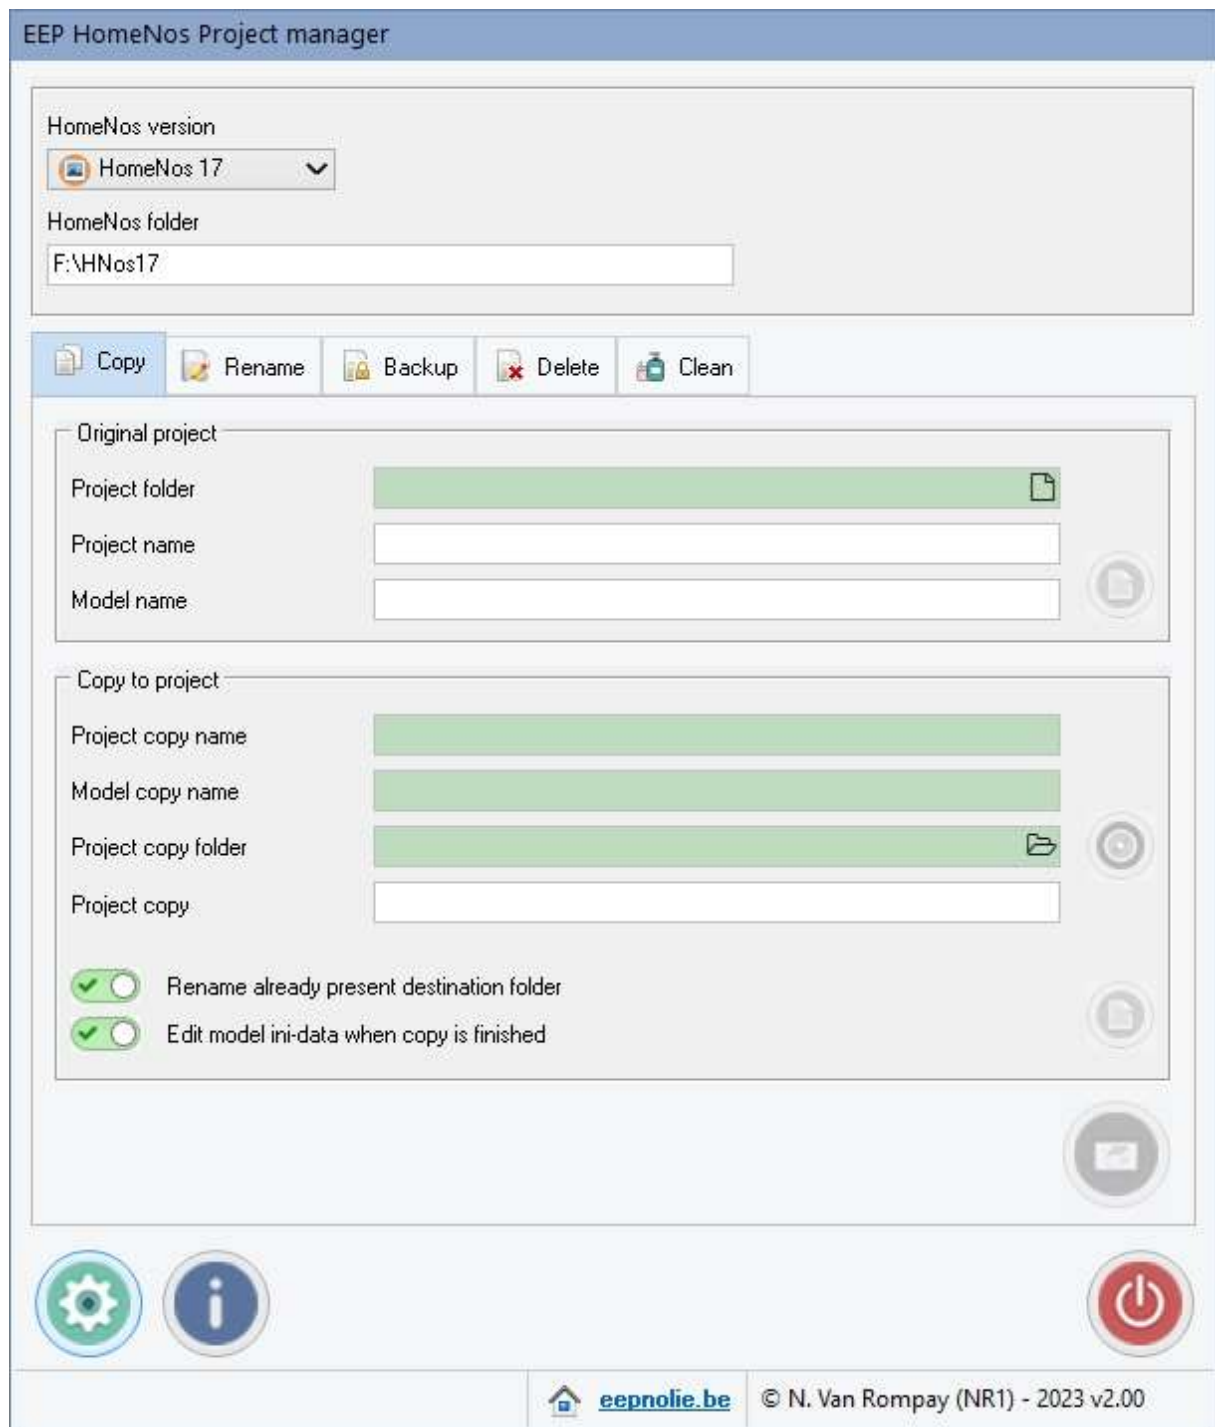 EEP HomeNos Project manager
HomeNos version
HomeNos 17
HomeNos folder
F:\HNos17
Copy Rename Backup Delete Clean
Original project
Project folder
Project name
Model name
Copy to project
Project copy name
Model copy name
Project copy folder
Project copy
Rename already present destination folder
Edit model ini-data when copy is finished
eepnolie.be © N. Van Rompay (NR1) - 2023 v2.00